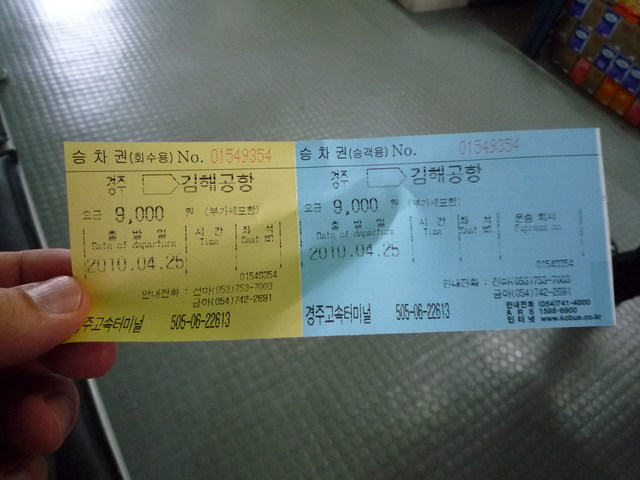 승 차 권(회수용) No. 01549354
경주 김해공항
요금 9,000 원 (부가세포함)
출 발 일 시 간 좌 석
Date of departure Time Seat No
2010.04.25
01549354
안내전화 : 선마(053)753-7003
금아(054)742-2691
경주고속터미널 505-06-22613
승 차 권(승객용) No. 01549354
경주 김해공항
요금 9,000 원 (부가세포함)
출 발 일 시 간 좌 석 운송 회사
Date of departure Time Seat No Express co
2010.04.25
01549354
안내전화 : (053)753-7003
금아(054)742-2691
경주고속터미널 505-06-22613
안내전화 (054)741-4000
A R S 1588-6900
인 터 넷 www.kobus.co.kr